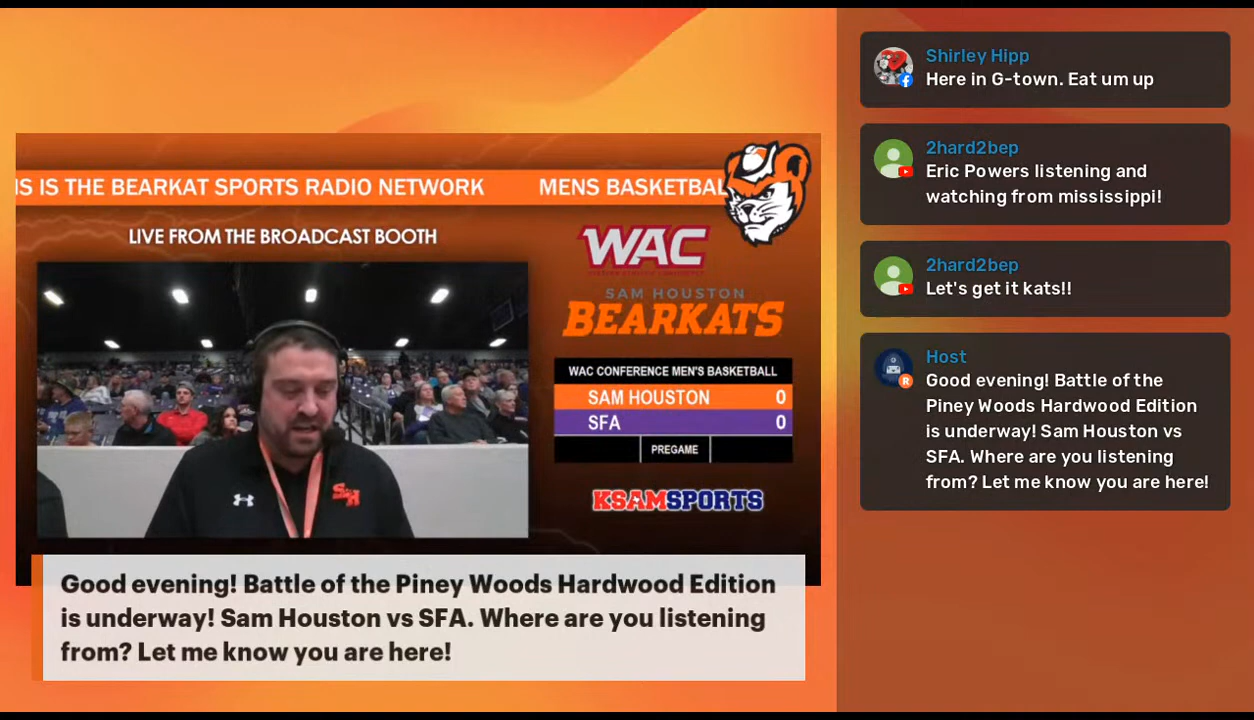 IS IS THE BEARKAT SPORTS RADIO NETWORK
MENS BASKETBAL
LIVE FROM THE BROADCAST BOOTH
WAC
SAM HOUSTON
BEARKATS
WAC CONFERENCE MEN'S BASKETBALL
SAM HOUSTON 0
SFA 0
PREGAME
KSAMSPORTS
SH
Good evening! Battle of the Piney Woods Hardwood Edition
is underway! Sam Houston vs SFA. Where are you listening
from? Let me know you are here!
Shirley Hipp
Here in G-town. Eat um up
2hard2bep
Eric Powers listening and
watching from mississippi!
2hard2bep
Let's get it kats!!
Host
Good evening! Battle of the
Piney Woods Hardwood Edition
is underway! Sam Houston vs
SFA. Where are you listening
from? Let me know you are here!